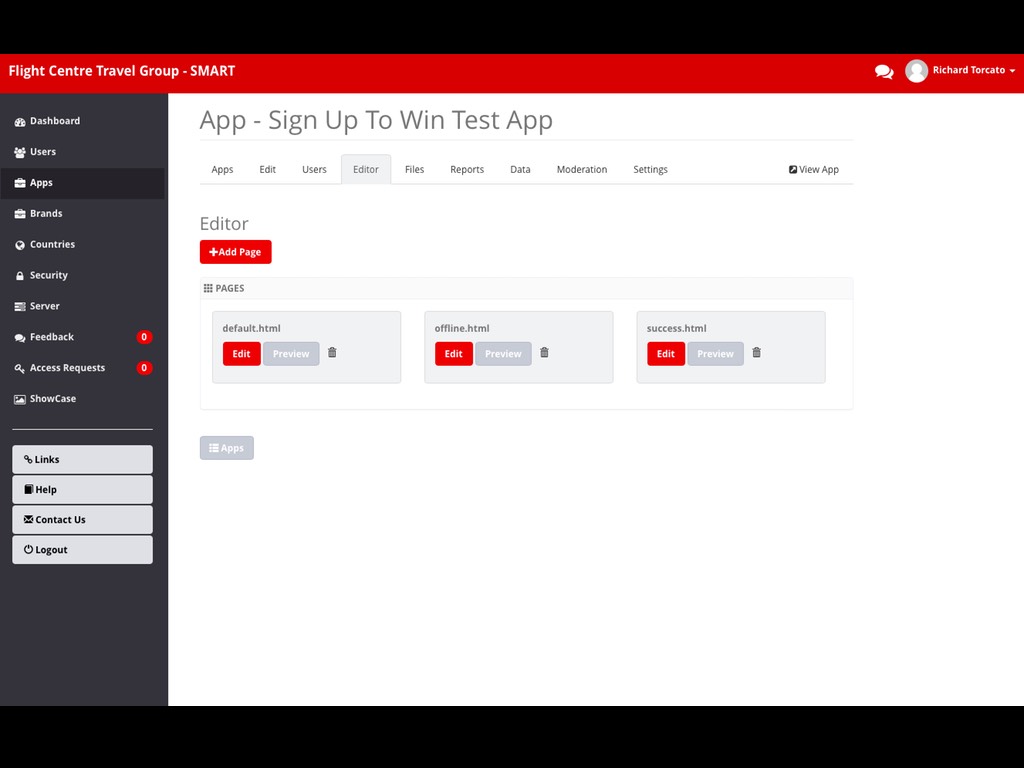 Flight Centre Travel Group - SMART
Richard Torcato
Dashboard
Users
Apps
Brands
Countries
Security
Server
Feedback 0
Access Requests 0
ShowCase
Links
Help
Contact Us
Logout
App - Sign Up To Win Test App
Apps Edit Users Editor Files Reports Data Moderation Settings View App
Editor
Add Page
PAGES
default.html
Edit Preview
offline.html
Edit Preview
success.html
Edit Preview
Apps